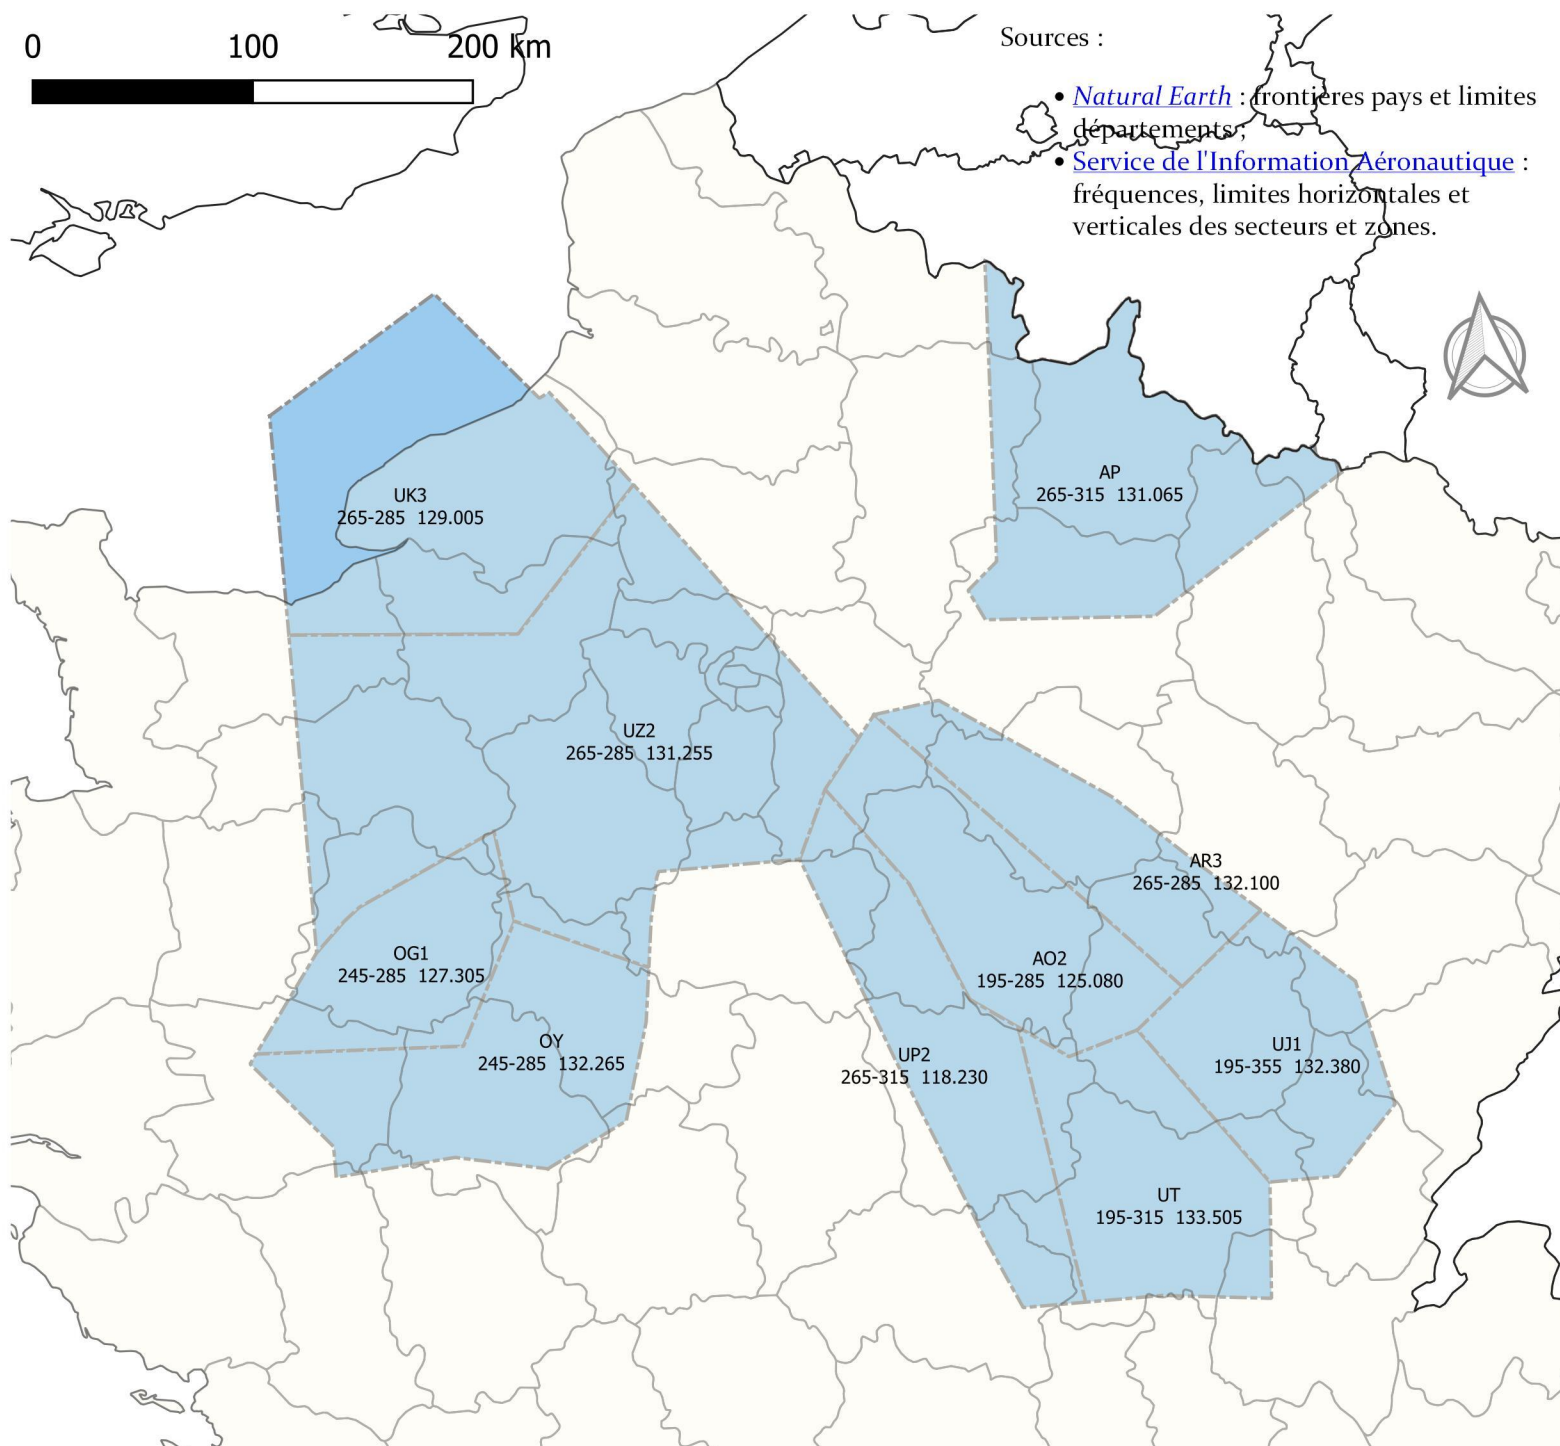 0 100 200 km
Sources :
• Natural Earth : frontières pays et limites
départements ;
• Service de l'Information Aéronautique :
fréquences, limites horizontales et
verticales des secteurs et zones.
AP
265-315 131.065
UK3
265-285 129.005
UZ2
265-285 131.255
AR3
265-285 132.100
OG1
245-285 127.305
AO2
195-285 125.080
OY
245-285 132.265
UP2
265-315 118.230
UJ1
195-355 132.380
UT
195-315 133.505